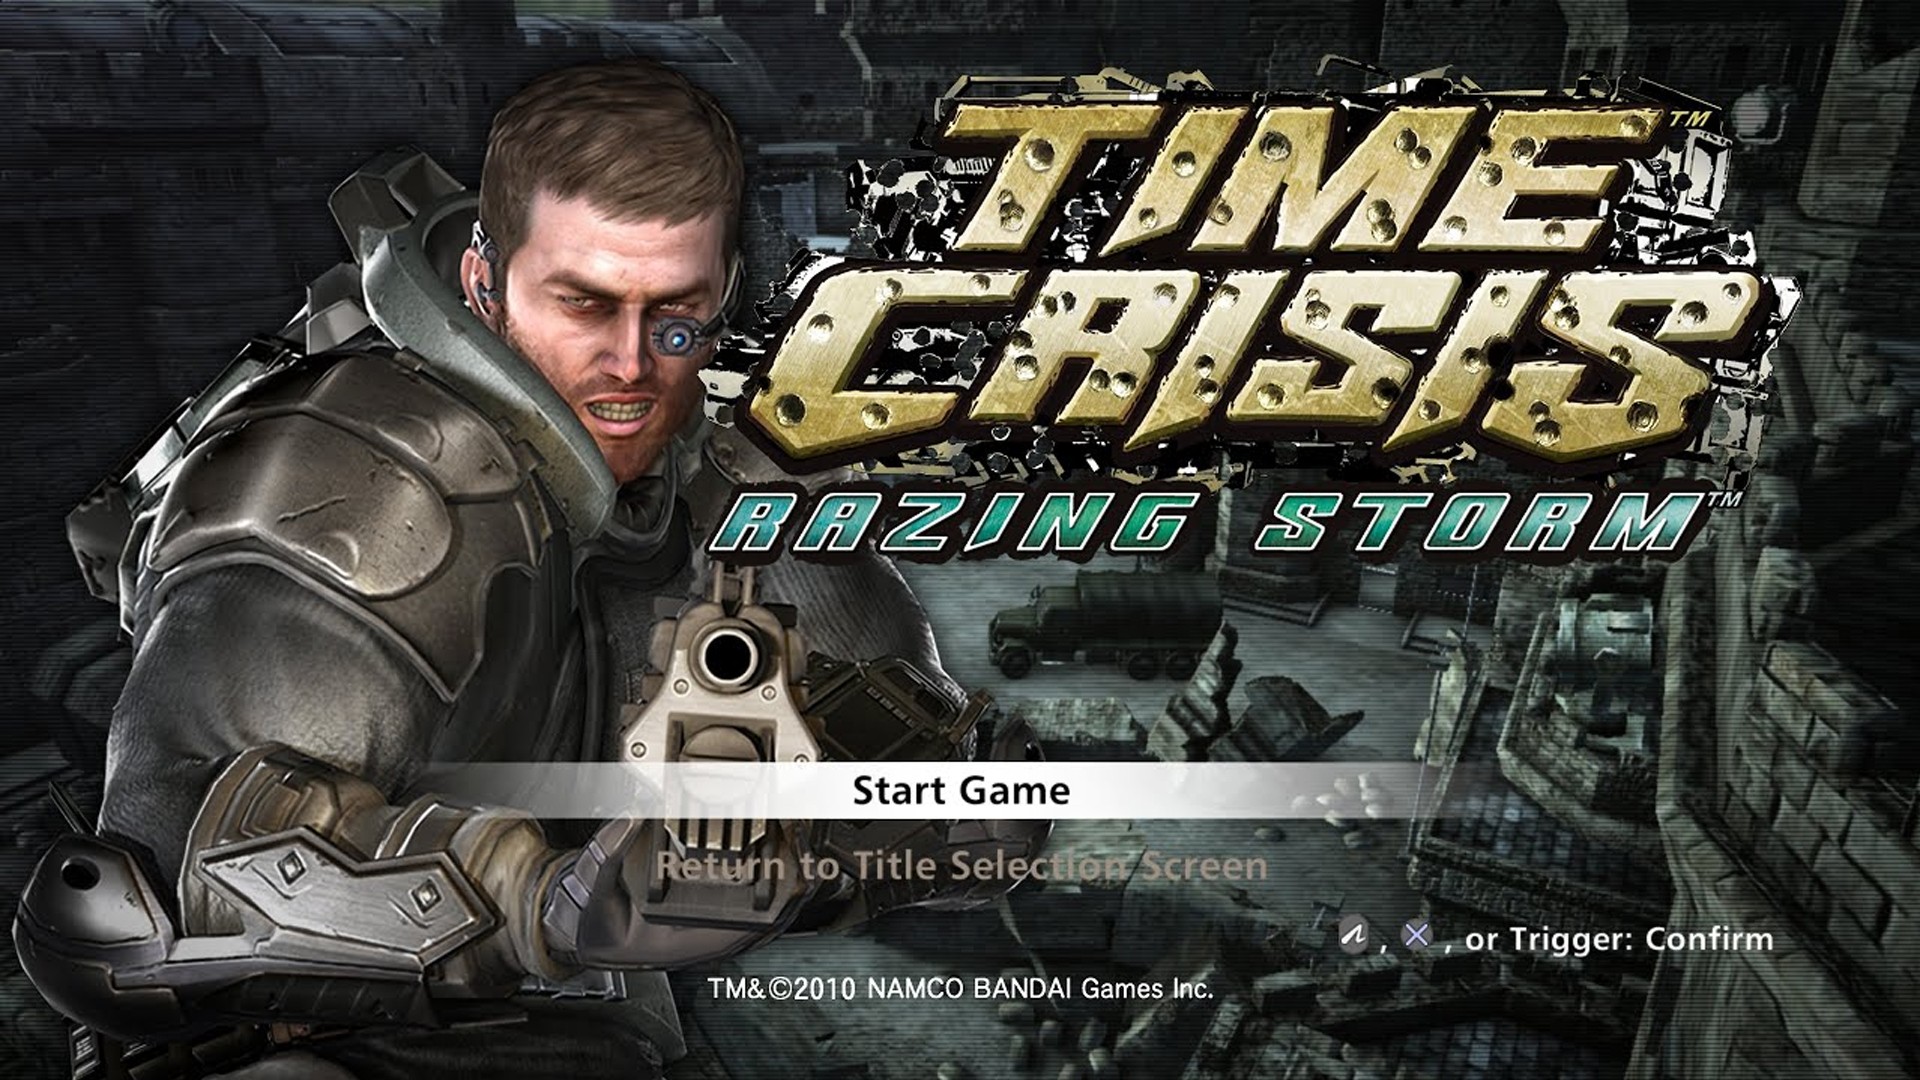 TIME™
CRISIS
RAZING STORM™
Start Game
Return to Title Selection Screen
, , or Trigger: Confirm
TM&©2010 NAMCO BANDAI Games Inc.